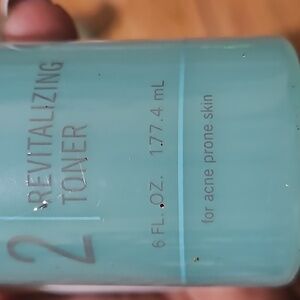 2
REVITALIZING
TONER
6 FL. OZ. 177.4 mL
for acne prone skin